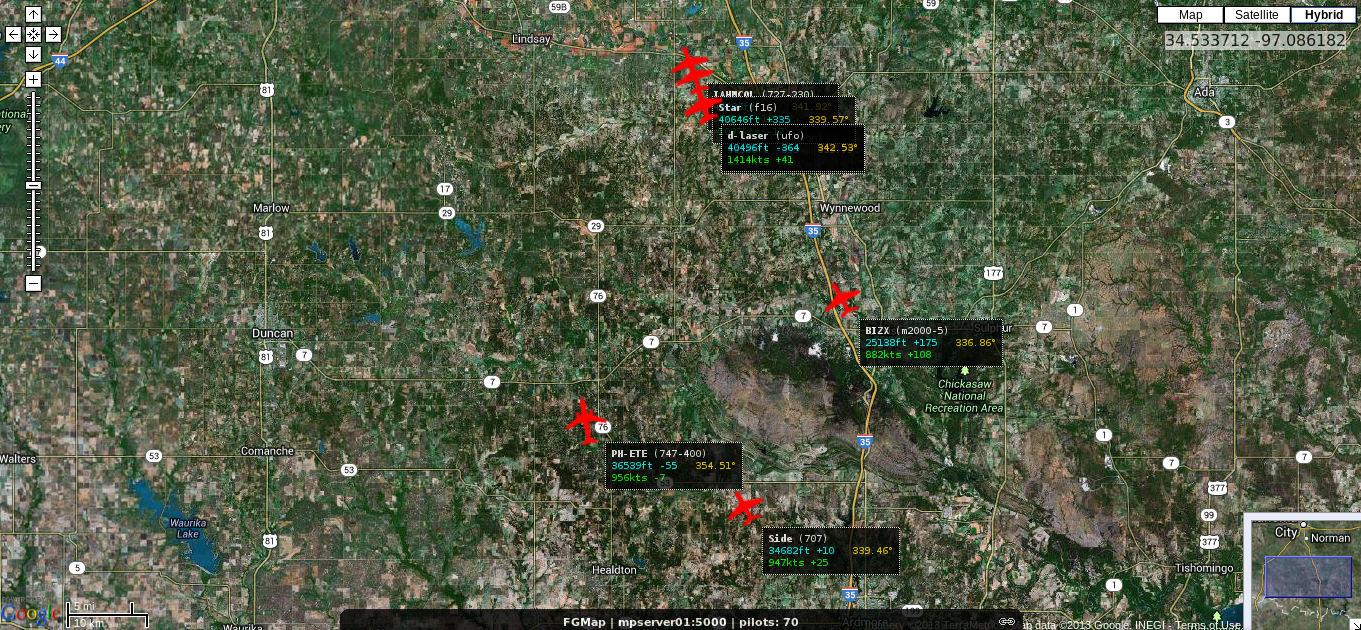 59B
59
Map
Satellite
Hybrid
34.533712 -97.086182
Lindsay
35
44
81
Ada
3
IAHMCOL (727-230)
341.92°
Star (f16)
40646ft +335 339.57°
d-laser (ufo)
40496ft -364 342.53°
1414kts +41
17
Marlow
29
29
Wynnewood
81
35
177
76
7
1
7
BIZX (m2000-5)
25138ft +175 336.86°
882kts +108
Duncan
81
7
7
7
Chickasaw
National
Recreation Area
76
1
35
Comanche
Walters
53
53
7
7
PH-ETE (747-400)
36539ft -55 354.51°
956kts -7
377
99
Waurika
Lake
81
Side (707)
34682ft +10 339.46°
947kts +25
377
City
Norman
5
Healdton
Tishomingo
1
35
Google
5 mi
10 km
Waurika
Ardmore
FGMap | mpserver01:5000 | pilots: 70
data ©2013 Google, INEGI - Terms of Use